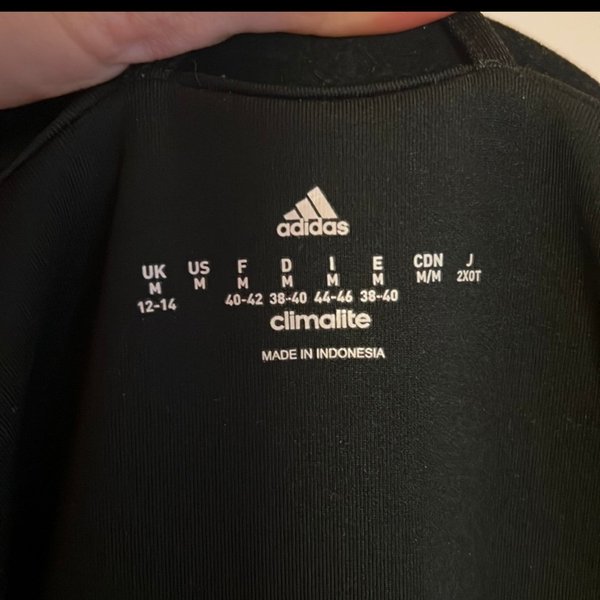 adidas
UK US F D I E CDN J
M M M M M M M/M 2XOT
12-14 40-42 38-40 44-46 38-40
climalite
MADE IN INDONESIA